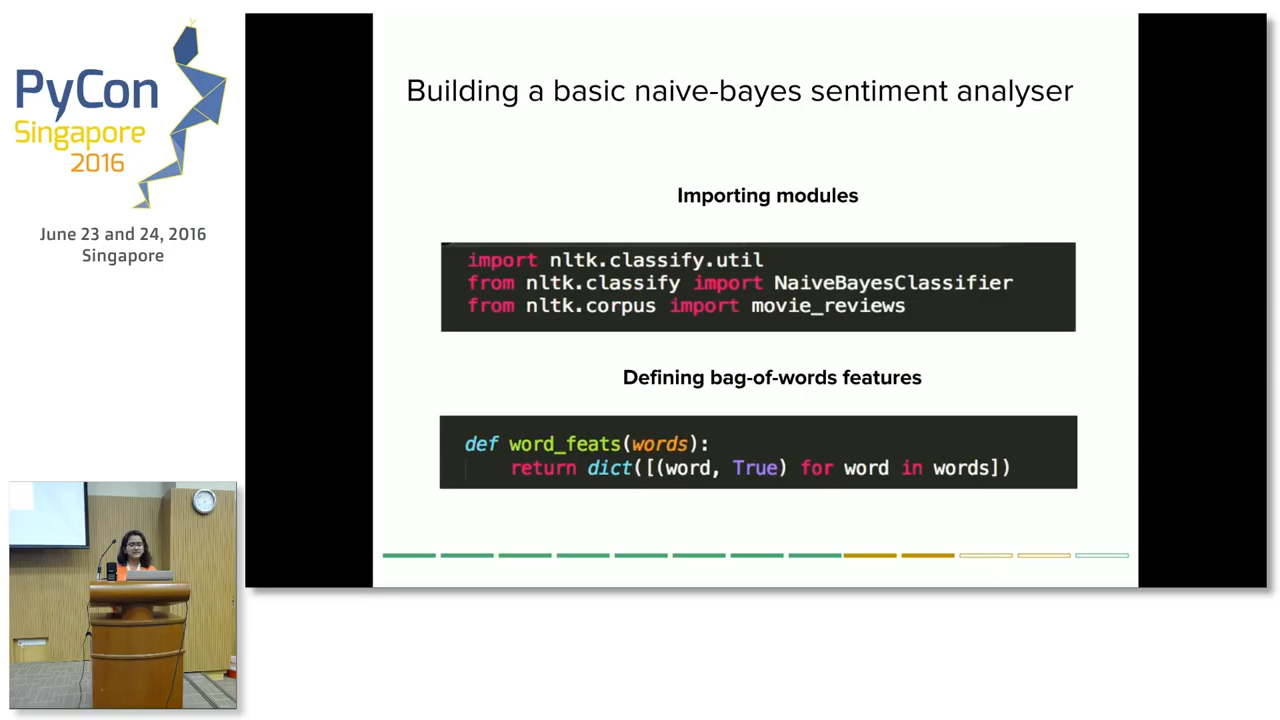 PyCon
Singapore
2016
June 23 and 24, 2016
Singapore
Building a basic naive-bayes sentiment analyser
Importing modules
import nltk.classify.util
from nltk.classify import NaiveBayesClassifier
from nltk.corpus import movie_reviews
Defining bag-of-words features
def word_feats(words):
    return dict([(word, True) for word in words])